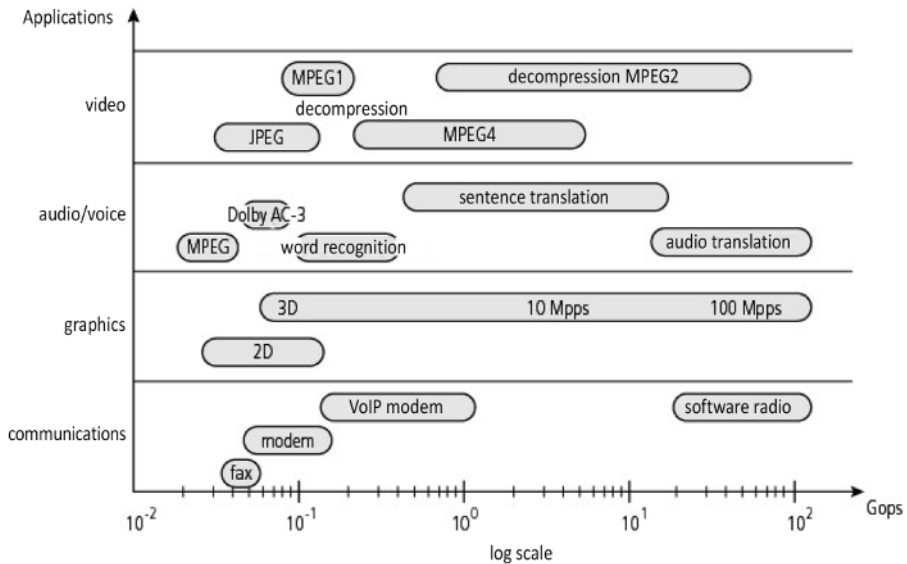 Applications
MPEG1
decompression MPEG2
video
decompression
JPEG
MPEG4
sentence translation
audio/voice
Dolby AC-3
MPEG
word recognition
audio translation
3D
10 Mpps
100 Mpps
graphics
2D
VoIP modem
software radio
communications
modem
fax
10⁻²
10⁻¹
10⁰
10¹
10²
Gops
log scale